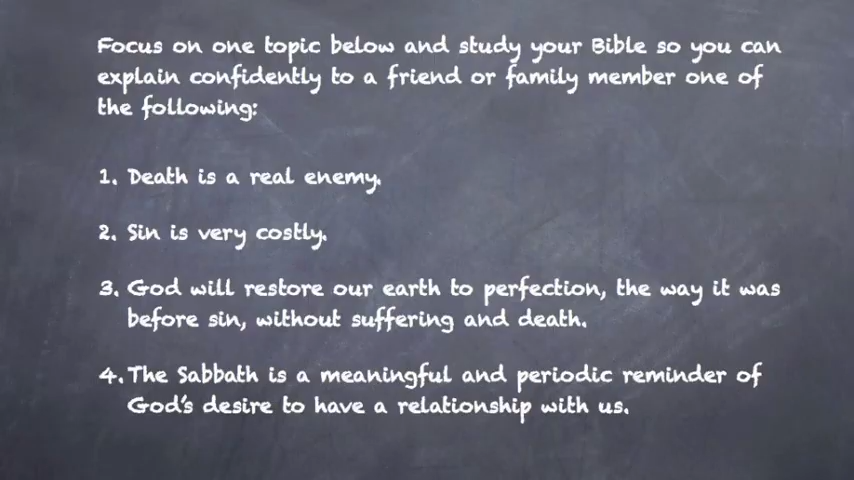 Focus on one topic below and study your Bible so you can
explain confidently to a friend or family member one of
the following:
1. Death is a real enemy.
2. Sin is very costly.
3. God will restore our earth to perfection, the way it was
before sin, without suffering and death.
4. The Sabbath is a meaningful and periodic reminder of
God's desire to have a relationship with us.